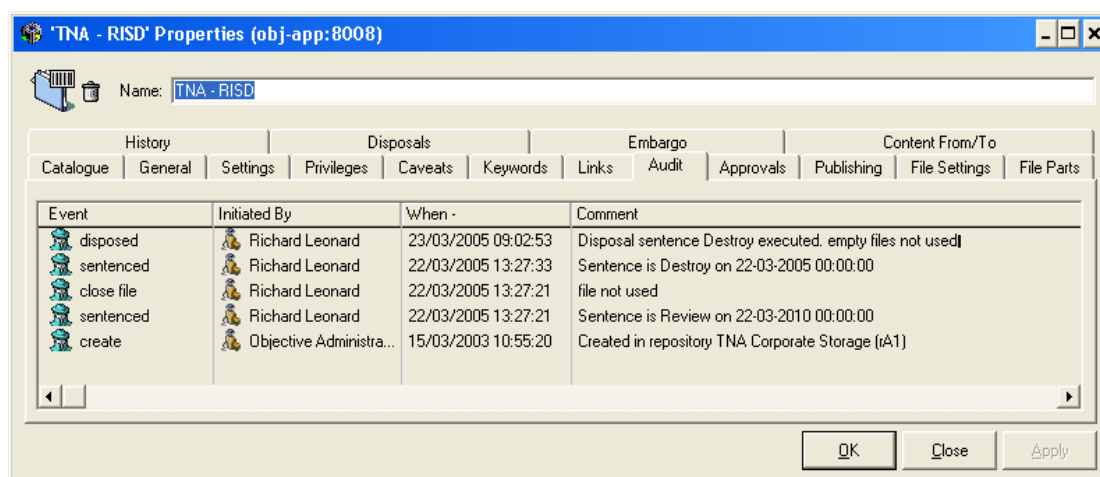 'TNA - RISD' Properties (obj-app:8008)
Name: TNA - RISD
History Disposals Embargo Content From/To
Catalogue General Settings Privileges Caveats Keywords Links Audit Approvals Publishing File Settings File Parts
Event Initiated By When - Comment
disposed Richard Leonard 23/03/2005 09:02:53 Disposal sentence Destroy executed. empty files not used
sentenced Richard Leonard 22/03/2005 13:27:33 Sentence is Destroy on 22-03-2005 00:00:00
close file Richard Leonard 22/03/2005 13:27:21 file not used
sentenced Richard Leonard 22/03/2005 13:27:21 Sentence is Review on 22-03-2010 00:00:00
create Objective Administra... 15/03/2003 10:55:20 Created in repository TNA Corporate Storage (rA1)
OK Close Apply